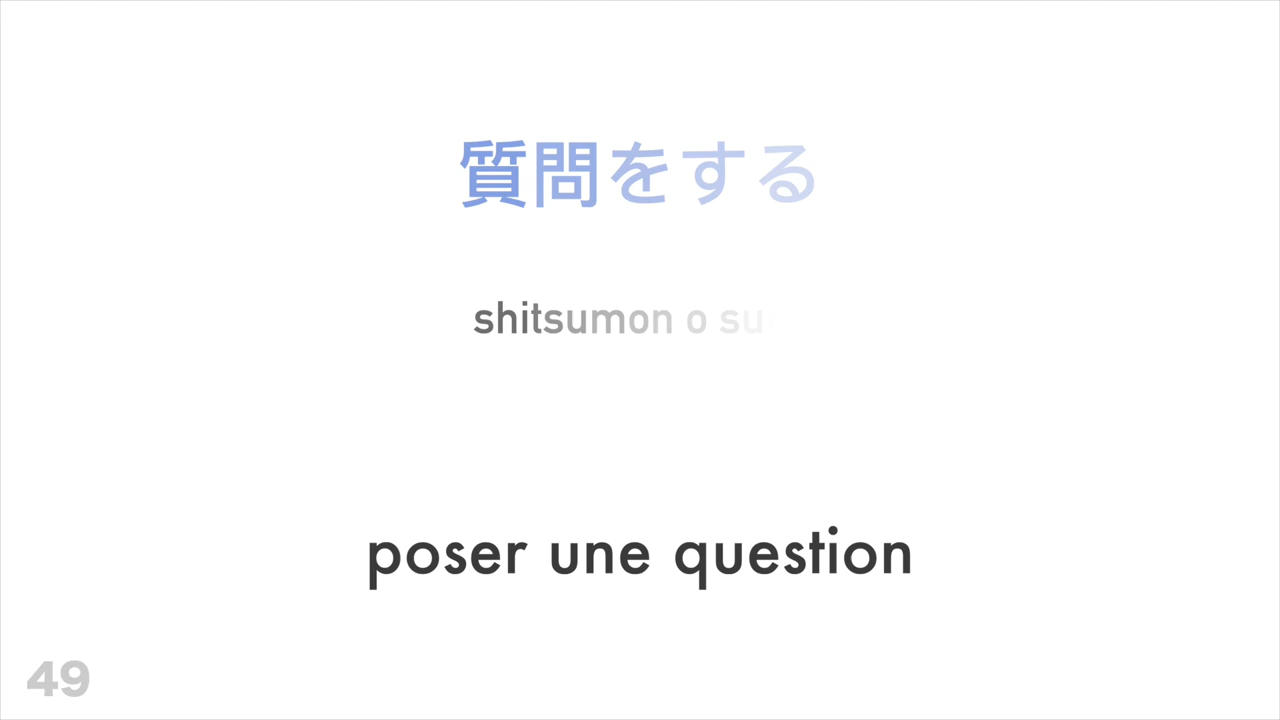 質問をする
shitsumon o
poser une question
49